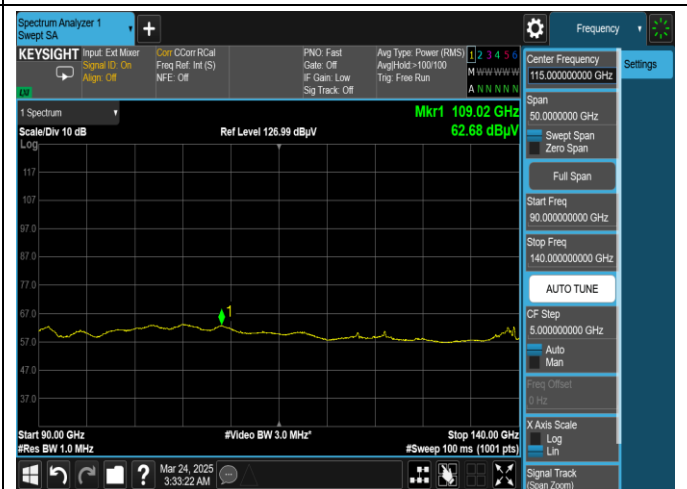 Spectrum Analyzer 1
Swept SA
+
Frequency
KEYSIGHT
Input: Ext Mixer
Signal ID: On
Align: Off
Corr CCorr RCal
Freq Ref: Int (S)
NFE: Off
PNO: Fast
Gate: Off
IF Gain: Low
Sig Track: Off
Avg Type: Power (RMS)
Avg|Hold:>100/100
Trig: Free Run
1 2 3 4 5 6
M W W W W W
A N N N N N
LV
1 Spectrum
Scale/Div 10 dB
Log
Ref Level 126.99 dBµV
Mkr1 109.02 GHz
62.68 dBµV
117
107
97.0
87.0
77.0
67.0
57.0
47.0
37.0
1
Start 90.00 GHz
#Res BW 1.0 MHz
#Video BW 3.0 MHz*
Stop 140.00 GHz
#Sweep 100 ms (1001 pts)
?
Mar 24, 2025
3:33:22 AM
Center Frequency
115.000000000 GHz
Settings
Span
50.0000000 GHz
Swept Span
Zero Span
Full Span
Start Freq
90.000000000 GHz
Stop Freq
140.000000000 GHz
AUTO TUNE
CF Step
5.000000000 GHz
Auto
Man
Freq Offset
0 Hz
X Axis Scale
Log
Lin
Signal Track
(Span Zoom)